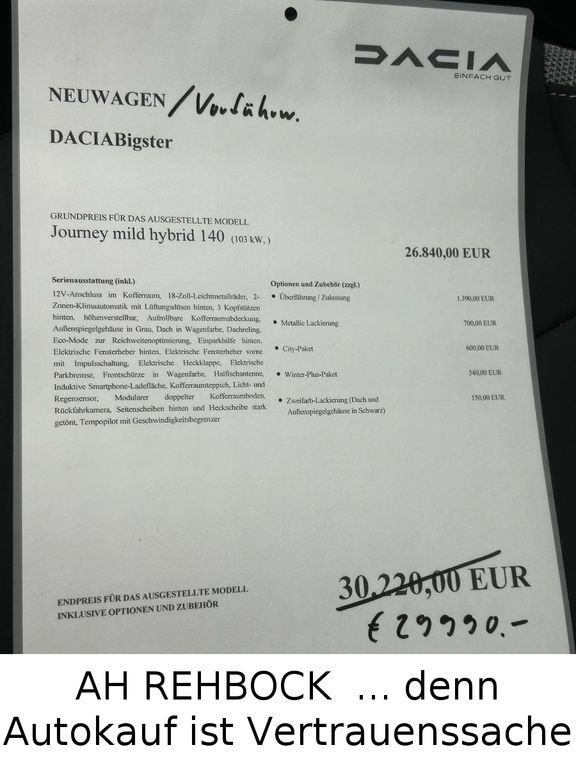 DACIA
EINFACH GUT
NEUWAGEN / Vorführw.
DACIABigster
GRUNDPREIS FÜR DAS AUSGESTELLTE MODELL
Journey mild hybrid 140 (103 kW, )
26.840,00 EUR
Serienausstattung (inkl.)
12V-Anschluss im Kofferraum, 18-Zoll-Leichtmetallräder, 2-
Zonen-Klimaautomatik mit Lüftungsdüsen hinten, 3 Kopfstützen
hinten, höhenverstellbar, Aufrollbare Kofferraumabdeckung,
Außenspiegelgehäuse in Grau, Dach in Wagenfarbe, Dachreling,
Eco-Mode zur Reichweitenoptimierung, Einparkhilfe hinten,
Elektrische Fensterheber hinten, Elektrische Fensterheber vorne
mit Impulsschaltung, Elektrische Heckklappe, Elektrische
Parkbremse, Frontschürze in Wagenfarbe, Haifischantenne,
Induktive Smartphone-Ladefläche, Kofferraumteppich, Licht- und
Regensensor, Modularer doppelter Kofferraumboden,
Rückfahrkamera, Seitenscheiben hinten und Heckscheibe stark
getönt, Tempopilot mit Geschwindigkeitsbegrenzer
Optionen und Zubehör (zzgl.)
• Überführung / Zulassung 1.390,00 EUR
• Metallic Lackierung 700,00 EUR
• City-Paket 600,00 EUR
• Winter-Plus-Paket 540,00 EUR
• Zweifarb-Lackierung (Dach und 150,00 EUR
Außenspiegelgehäuse in Schwarz)
ENDPREIS FÜR DAS AUSGESTELLTE MODELL
INKLUSIVE OPTIONEN UND ZUBEHÖR
30.220,00 EUR
€ 29990.-
AH REHBOCK ... denn
Autokauf ist Vertrauenssache